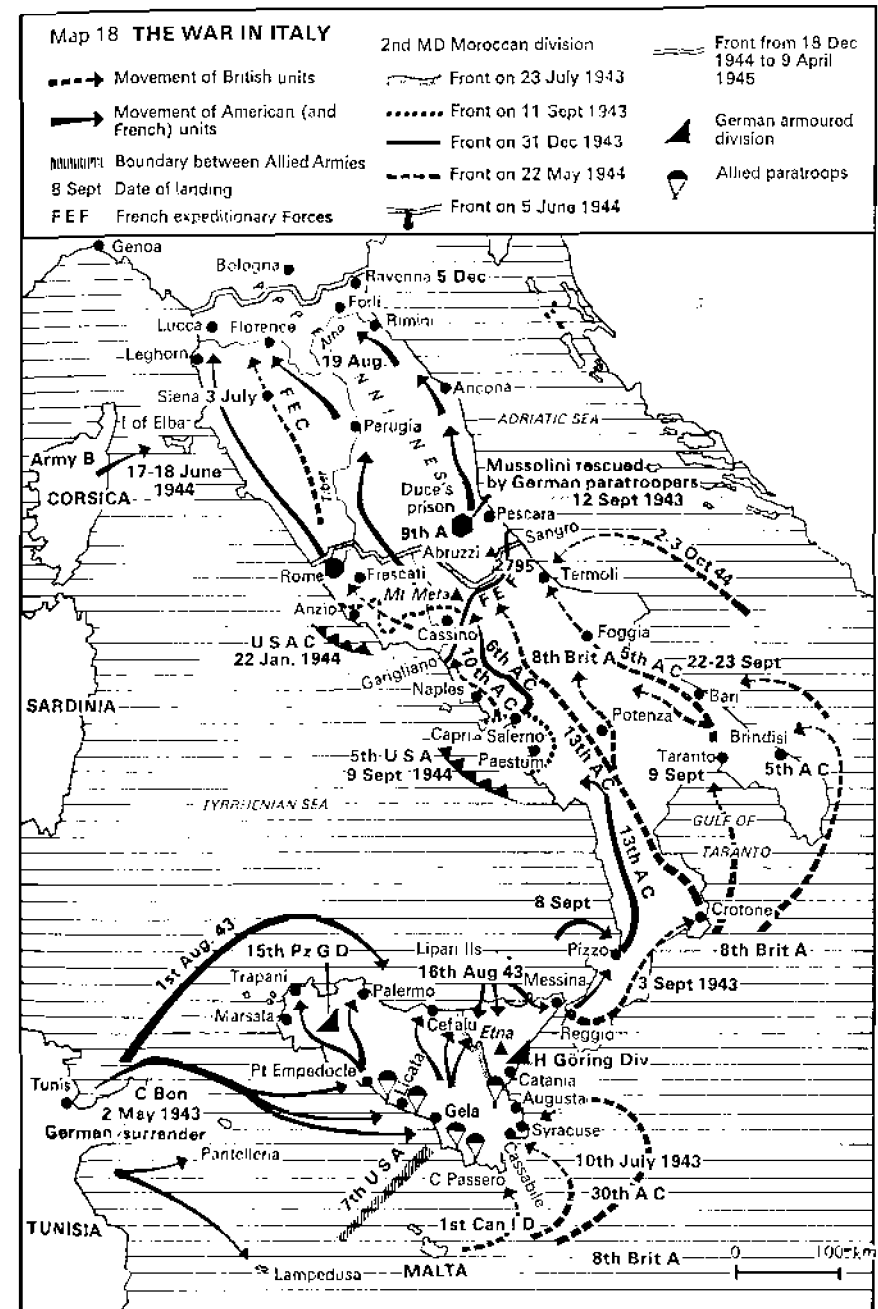 Map 18 THE WAR IN ITALY
Movement of British units
Movement of American (and
French) units
Boundary between Allied Armies
8 Sept Date of landing
FEF French expeditionary Forces
2nd MD Moroccan division
Front on 23 July 1943
Front on 11 Sept 1943
Front on 31 Dec 1943
Front on 22 May 1944
Front on 5 June 1944
Front from 18 Dec
1944 to 9 April
1945
German armoured
division
Allied paratroops
Genoa
Bologna
Ravenna 5 Dec
Forli
Lucca
Florence
Arno
Rimini
Leghorn
19 Aug.
Siena 3 July
FEC
APENNINES
Ancona
I of Elba
Perugia
ADRIATIC SEA
Army B
17-18 June
1944
CORSICA
Tiber
Mussolini rescued
by German paratroopers
12 Sept 1943
Duce's
prison
Pescara
9th A
Abruzzi
Sangro
2795
2-3 Oct 44
Rome
Frescati
Termoli
Mt Meta
FEF
Anzio
Cassino
Foggia
USAC
22 Jan. 1944
Garigliano
10th A C
6th A C
8th Brit A
5th A C
22-23 Sept
Naples
Bari
SARDINIA
Potenza
Capri
Salerno
Brindisi
5th USA
9 Sept 1944
Paestum
13th A C
Taranto
9 Sept
5th A C
TYRRHENIAN SEA
GULF OF
TARANTO
13th A C
8 Sept
Crotone
1st Aug. 43
15th Pz G D
Lipari Ils
Pizzo
8th Brit A
16th Aug 43
Trapani
Palermo
Messina
3 Sept 1943
Marsala
Cefalu
Etna
Reggio
Pt Empedocle
H Göring Div
Tunis
Licata
Catania
C Bon
2 May 1943
German surrender
Gela
Augusta
Syracuse
Pantelleria
7th USA
C Passero
Cassabile
10th July 1943
30th A C
TUNISIA
1st Can I D
8th Brit A
0 100 km
Lampedusa
MALTA